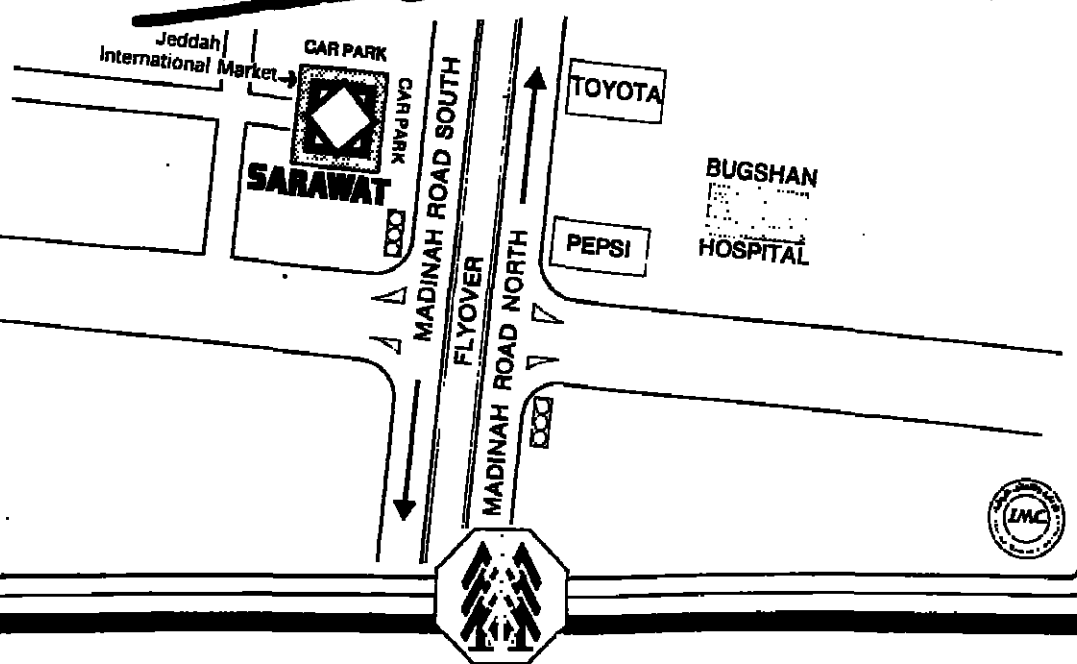 Jeddah
International Market
CAR PARK
CAR PARK
SARAWAT
MADINAH ROAD SOUTH
FLYOVER
MADINAH ROAD NORTH
TOYOTA
PEPSI
BUGSHAN
HOSPITAL
IMC